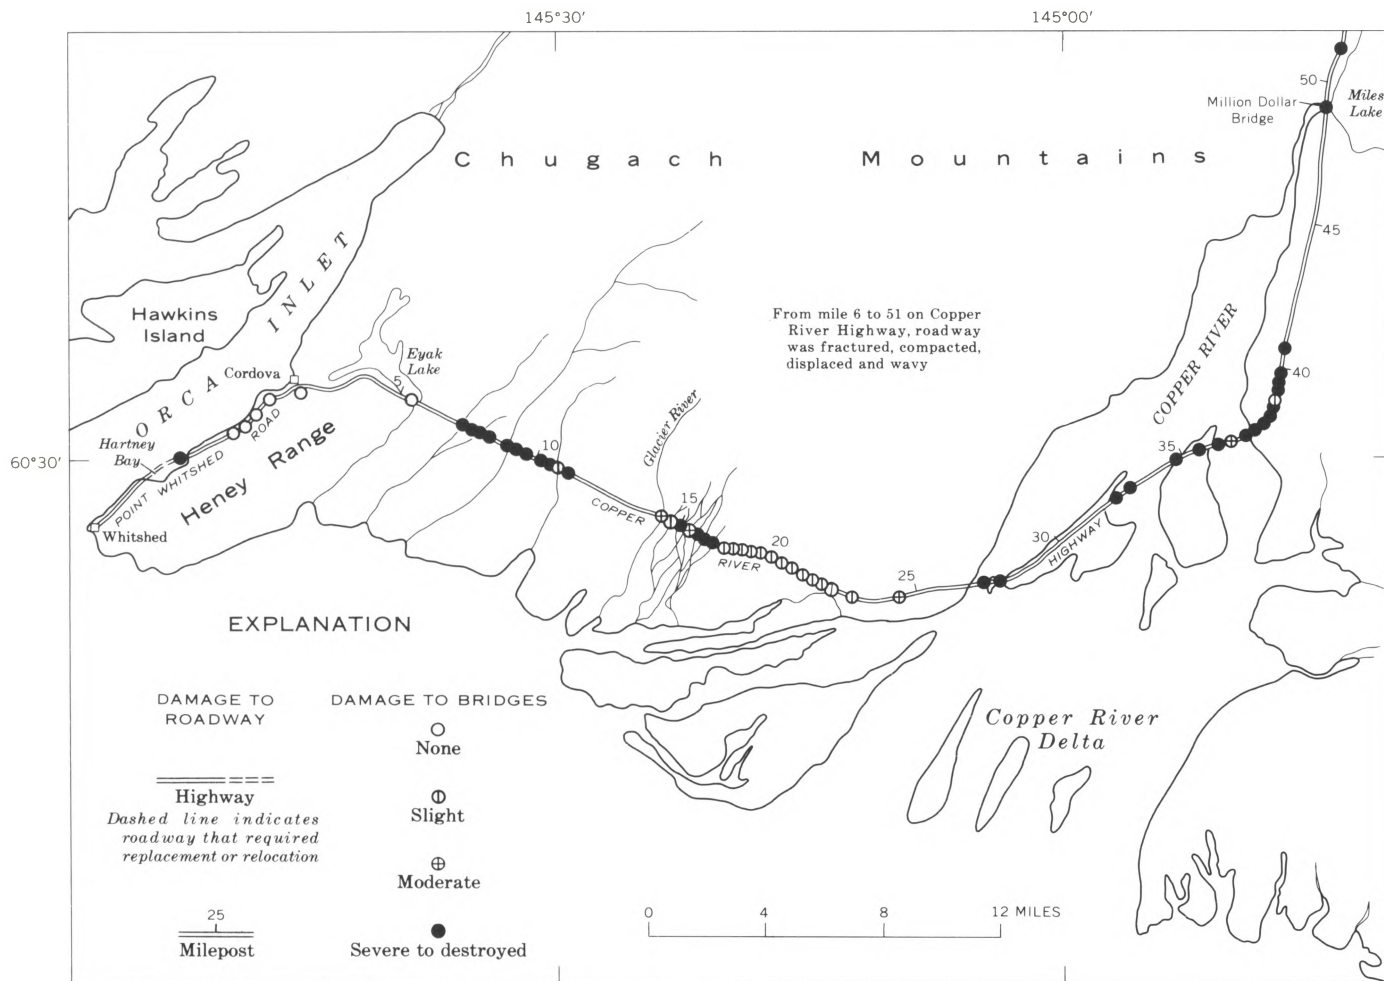 145°30′
145°00′
50
Million Dollar
Bridge
Miles
Lake
Chugach Mountains
45
ORCA INLET
Hawkins
Island
From mile 6 to 51 on Copper
River Highway, roadway
was fractured, compacted,
displaced and wavy
COPPER RIVER
Eyak
Lake
Cordova
5
40
Glacier River
ROAD
Hartney
Bay
10
35
60°30′
POINT WHITSHED
Heney Range
COPPER
15
Whitshed
20
30
HIGHWAY
RIVER
25
EXPLANATION
DAMAGE TO
ROADWAY
DAMAGE TO BRIDGES
None
Highway
Dashed line indicates
roadway that required
replacement or relocation
Slight
Moderate
25
Milepost
Severe to destroyed
Copper River
Delta
0 4 8 12 MILES